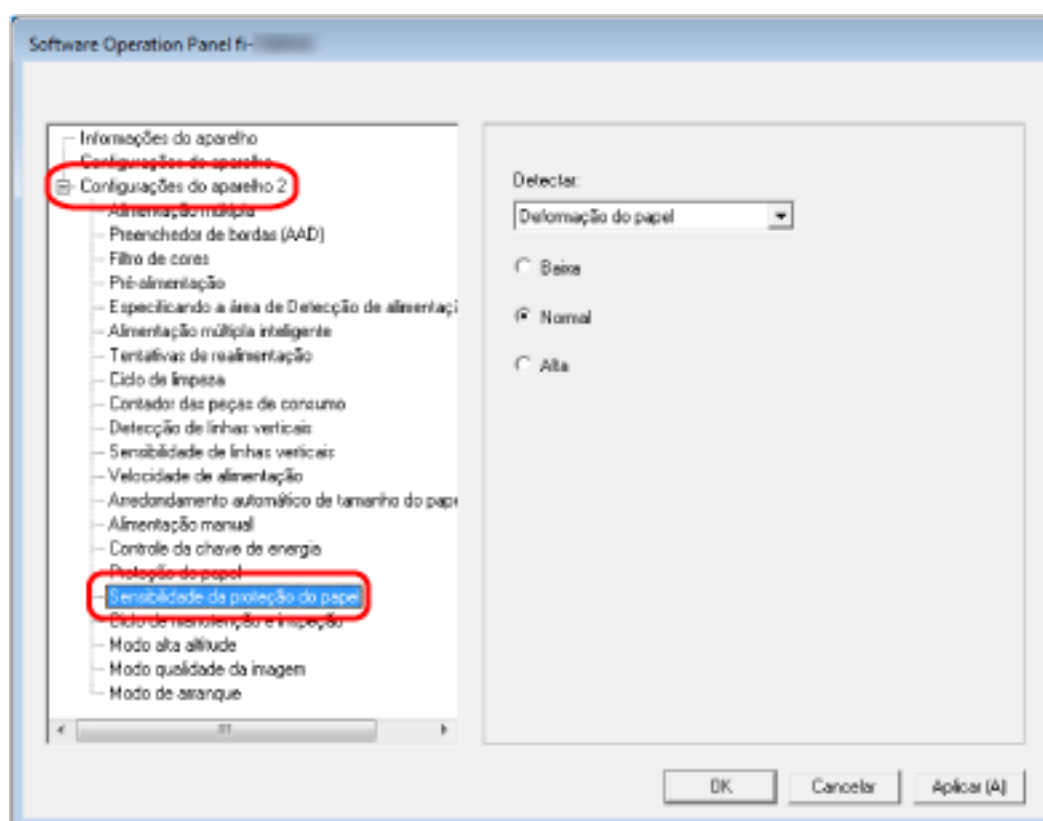 Software Operation Panel fi-
Informações do aparelho
Configurações do aparelho
Configurações do aparelho 2
Alimentação múltipla
Preenchedor de bordas (AAD)
Filtro de cores
Pré-alimentação
Especificando a área de Detecção de alimentaçã
Alimentação múltipla inteligente
Tentativas de realimentação
Ciclo de limpeza
Contador das peças de consumo
Detecção de linhas verticais
Sensibilidade de linhas verticais
Velocidade de alimentação
Arredondamento automático de tamanho do pape
Alimentação manual
Controle da chave de energia
Proteção do papel
Sensibilidade da proteção do papel
Ciclo de manutenção e inspeção
Modo alta altitude
Modo qualidade da imagem
Modo de arranque
Detectar:
Deformação do papel
Baixa
Normal
Alta
OK
Cancelar
Aplicar (A)